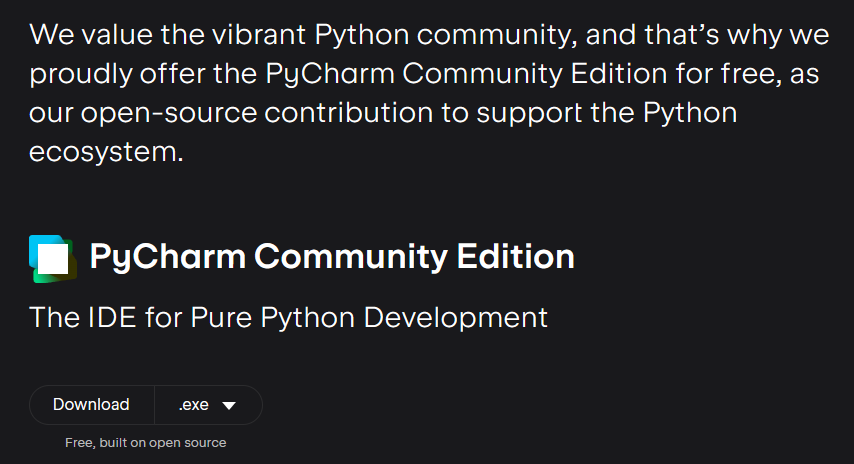 We value the vibrant Python community, and that’s why we
proudly offer the PyCharm Community Edition for free, as
our open-source contribution to support the Python
ecosystem.
PyCharm Community Edition
The IDE for Pure Python Development
Download .exe
Free, built on open source